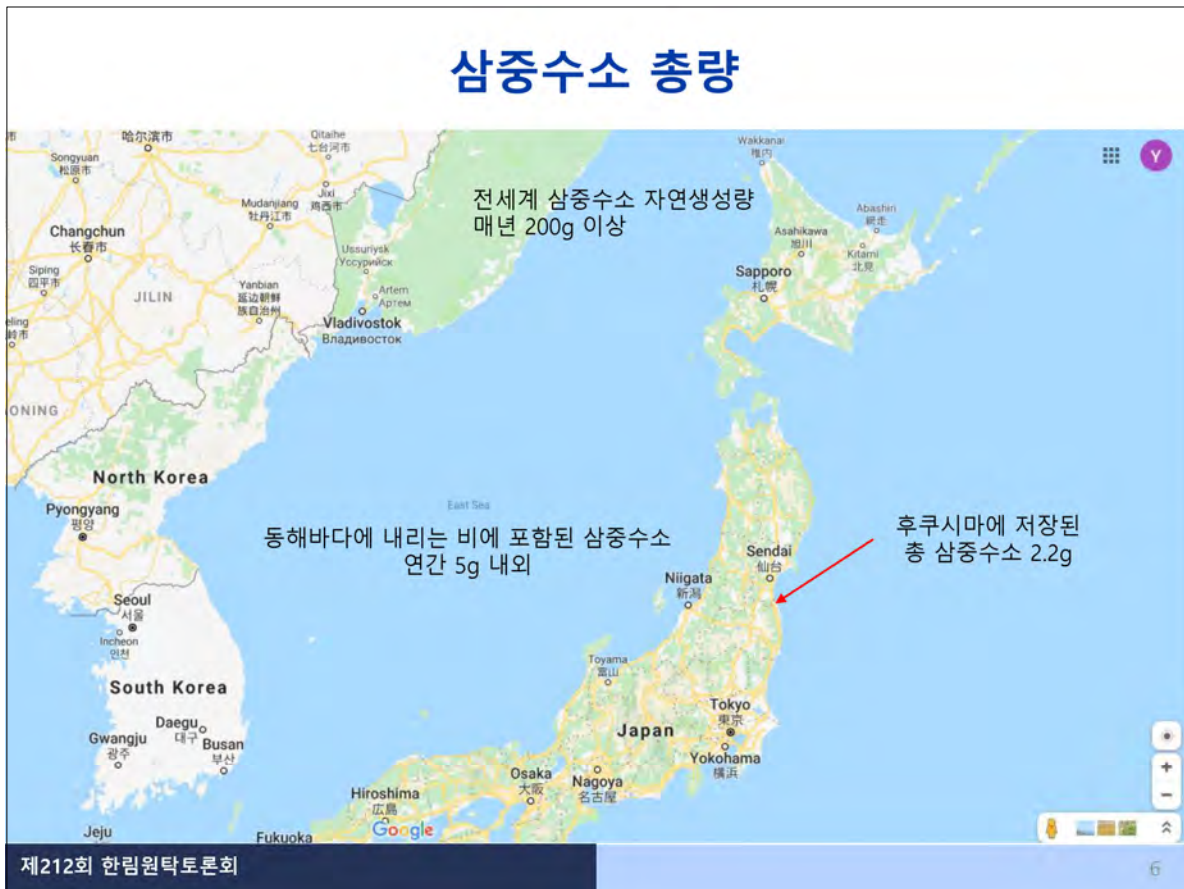 삼중수소 총량
哈尔滨市
Qitaihe
七台河市
Wakkanai
稚内
Y
Songyuan
松原市
Jixi
鸡西市
전세계 삼중수소 자연생성량
매년 200g 이상
Mudanjiang
牡丹江市
Abashiri
網走
Changchun
长春市
Ussuriysk
Уссурийск
Asahikawa
旭川
Kitami
北見
Siping
四平市
JILIN
Yanbian
延边朝鲜
族自治州
Artem
Артем
Sapporo
札幌
Vladivostok
Владивосток
eling
岭市
ONING
North Korea
Pyongyang
평양
East Sea
동해바다에 내리는 비에 포함된 삼중수소
연간 5g 내외
후쿠시마에 저장된
총 삼중수소 2.2g
Sendai
仙台
Niigata
新潟
Seoul
서울
Incheon
인천
Toyama
富山
South Korea
Tokyo
東京
Japan
Daegu
대구
Gwangju
광주
Busan
부산
Yokohama
横浜
Osaka
大阪
Nagoya
名古屋
Hiroshima
広島
Google
Jeju
Fukuoka
제212회 한림원탁토론회
6